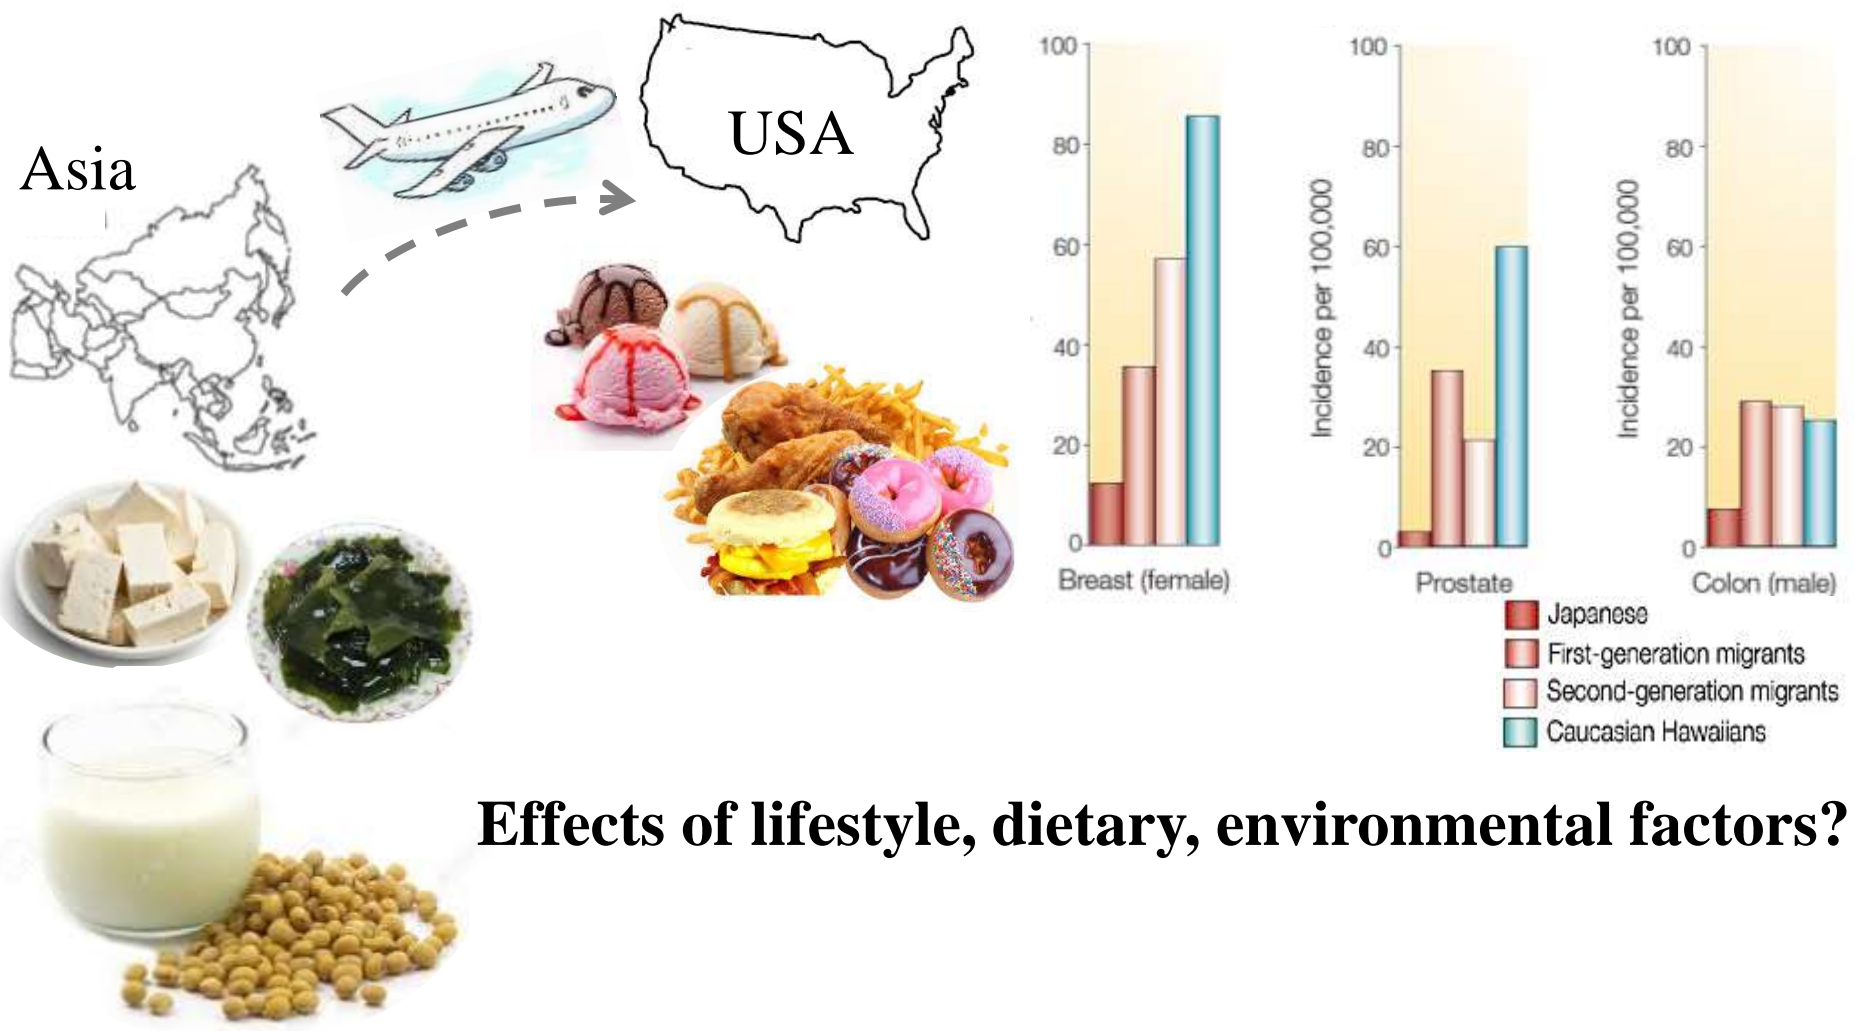 Asia
USA
100
80
60
40
20
0
Breast (female)
Incidence per 100,000
100
80
60
40
20
0
Prostate
Incidence per 100,000
100
80
60
40
20
0
Colon (male)
Japanese
First-generation migrants
Second-generation migrants
Caucasian Hawaiians
Effects of lifestyle, dietary, environmental factors?